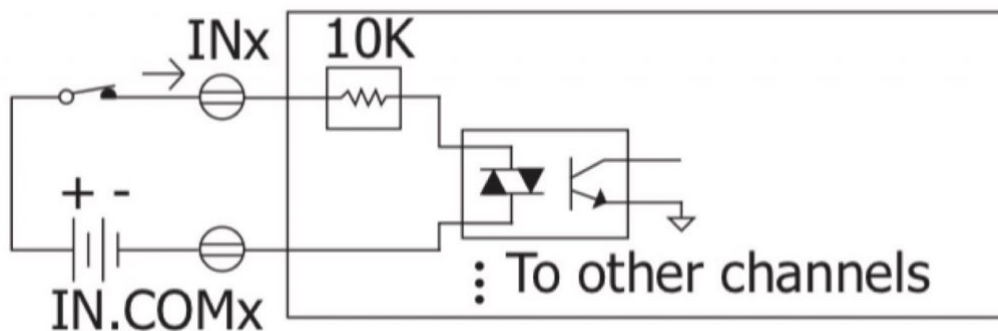 INx
10K
+ -
IN.COMx
To other channels